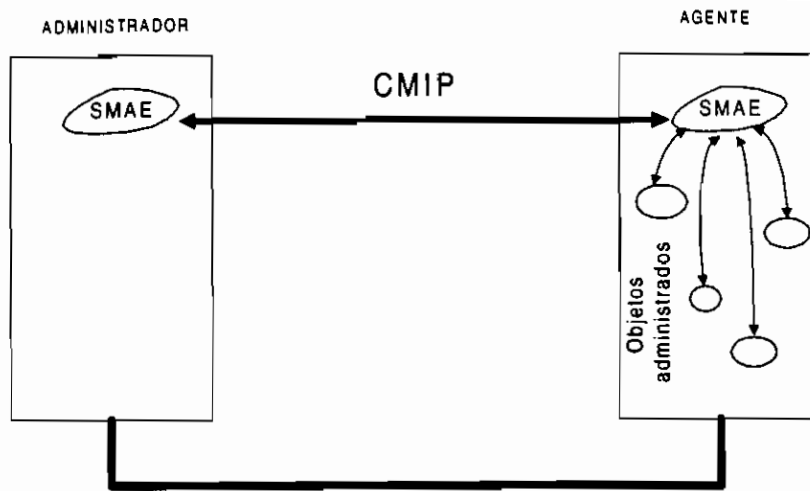 ADMINISTRADOR
AGENTE
CMIP
SMAE
SMAE
Objetos
administrados